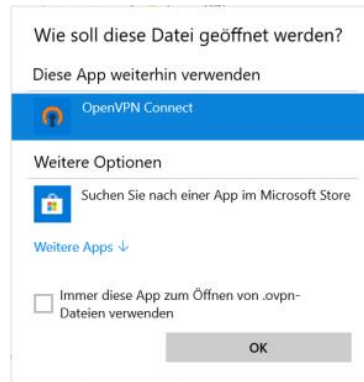 Wie soll diese Datei geöffnet werden?
Diese App weiterhin verwenden
OpenVPN Connect
Weitere Optionen
Suchen Sie nach einer App im Microsoft Store
Weitere Apps ↓
Immer diese App zum Öffnen von .ovpn-
Dateien verwenden
OK